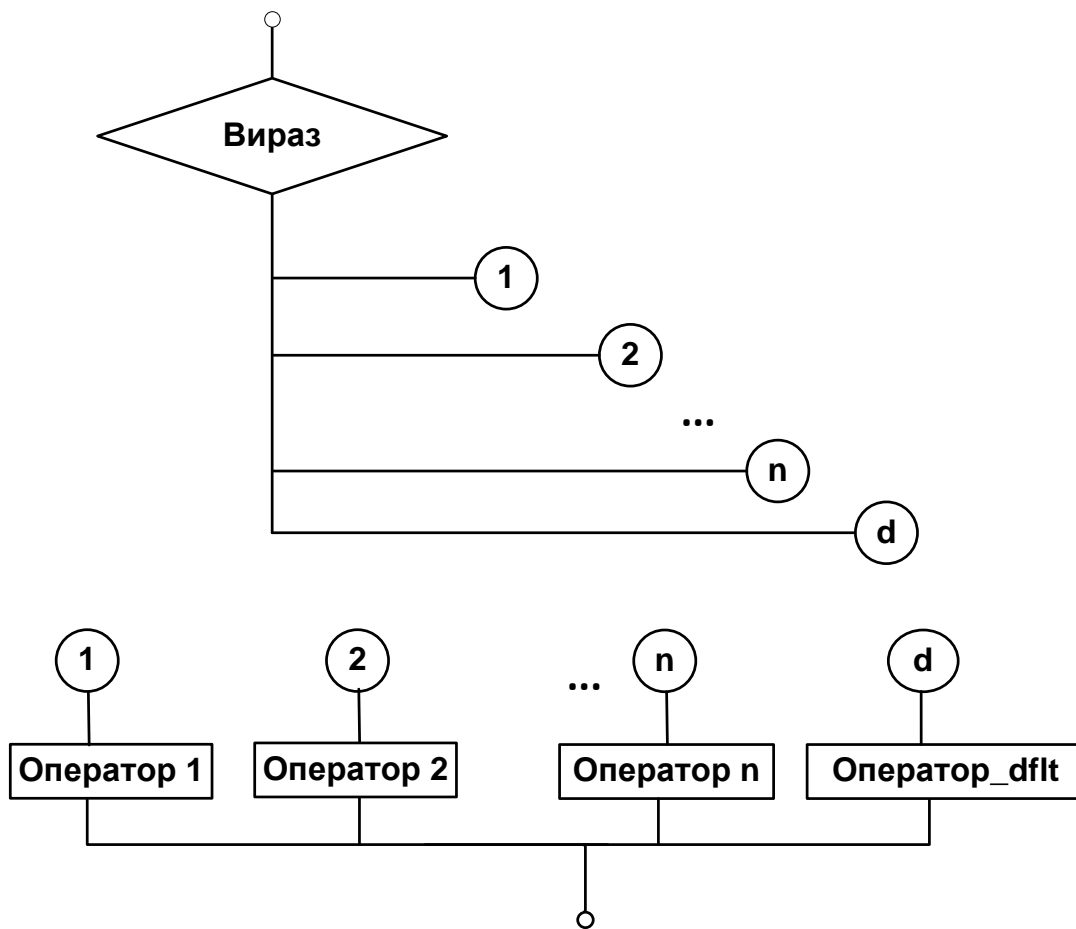 Вираз
1
2
...
n
d
1 2 ... n d
Оператор 1 Оператор 2 Оператор n Оператор_dflt